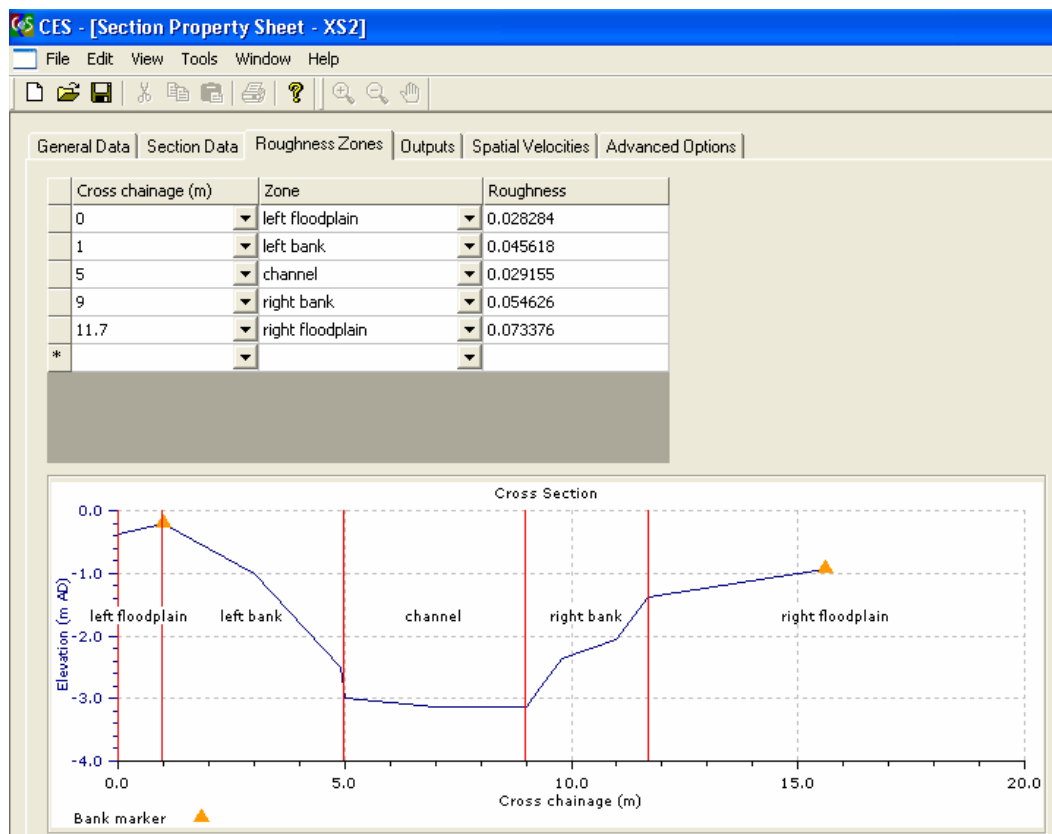 CES - [Section Property Sheet - XS2]
File Edit View Tools Window Help
General Data Section Data Roughness Zones Outputs Spatial Velocities Advanced Options
Cross chainage (m) Zone Roughness
0 left floodplain 0.028284
1 left bank 0.045618
5 channel 0.029155
9 right bank 0.054626
11.7 right floodplain 0.073376
*
Cross Section
0.0
-1.0
-2.0
-3.0
-4.0
Elevation (m AD)
left floodplain left bank channel right bank right floodplain
0.0 5.0 10.0 15.0 20.0
Cross chainage (m)
Bank marker